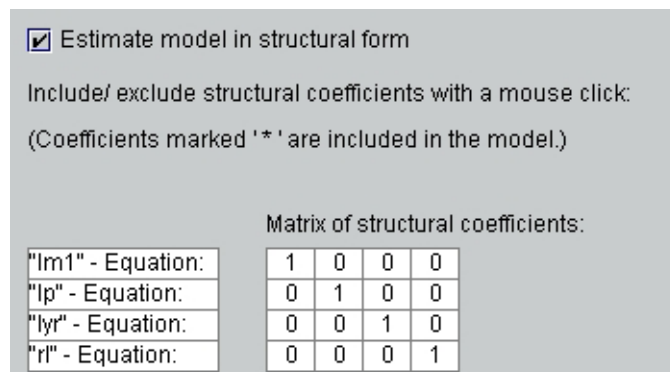 Estimate model in structural form
Include/ exclude structural coefficients with a mouse click:
(Coefficients marked '*' are included in the model.)
Matrix of structural coefficients:
"lm1" - Equation: 1 0 0 0
"lp" - Equation: 0 1 0 0
"lyr" - Equation: 0 0 1 0
"rl" - Equation: 0 0 0 1